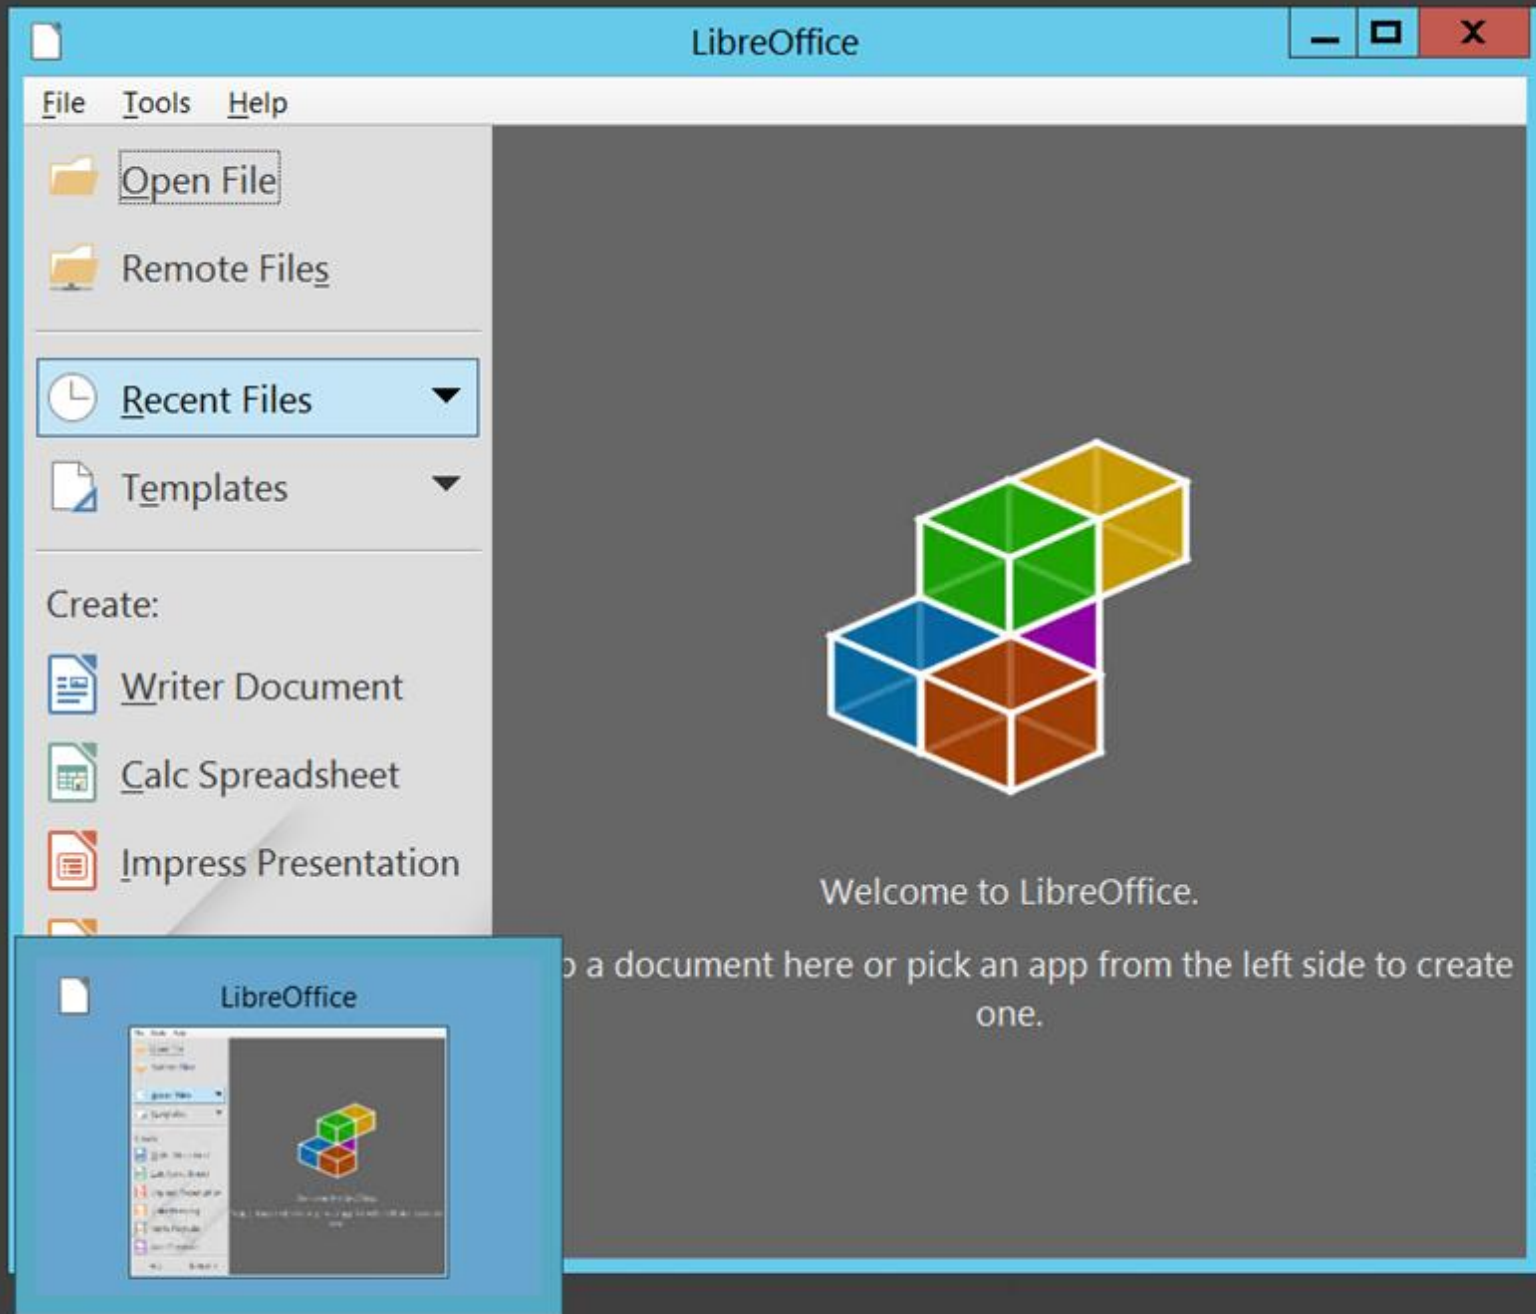 LibreOffice
File Tools Help
Open File
Remote Files
Recent Files
Templates
Create:
Writer Document
Calc Spreadsheet
Impress Presentation
Welcome to LibreOffice.
a document here or pick an app from the left side to create
one.
LibreOffice